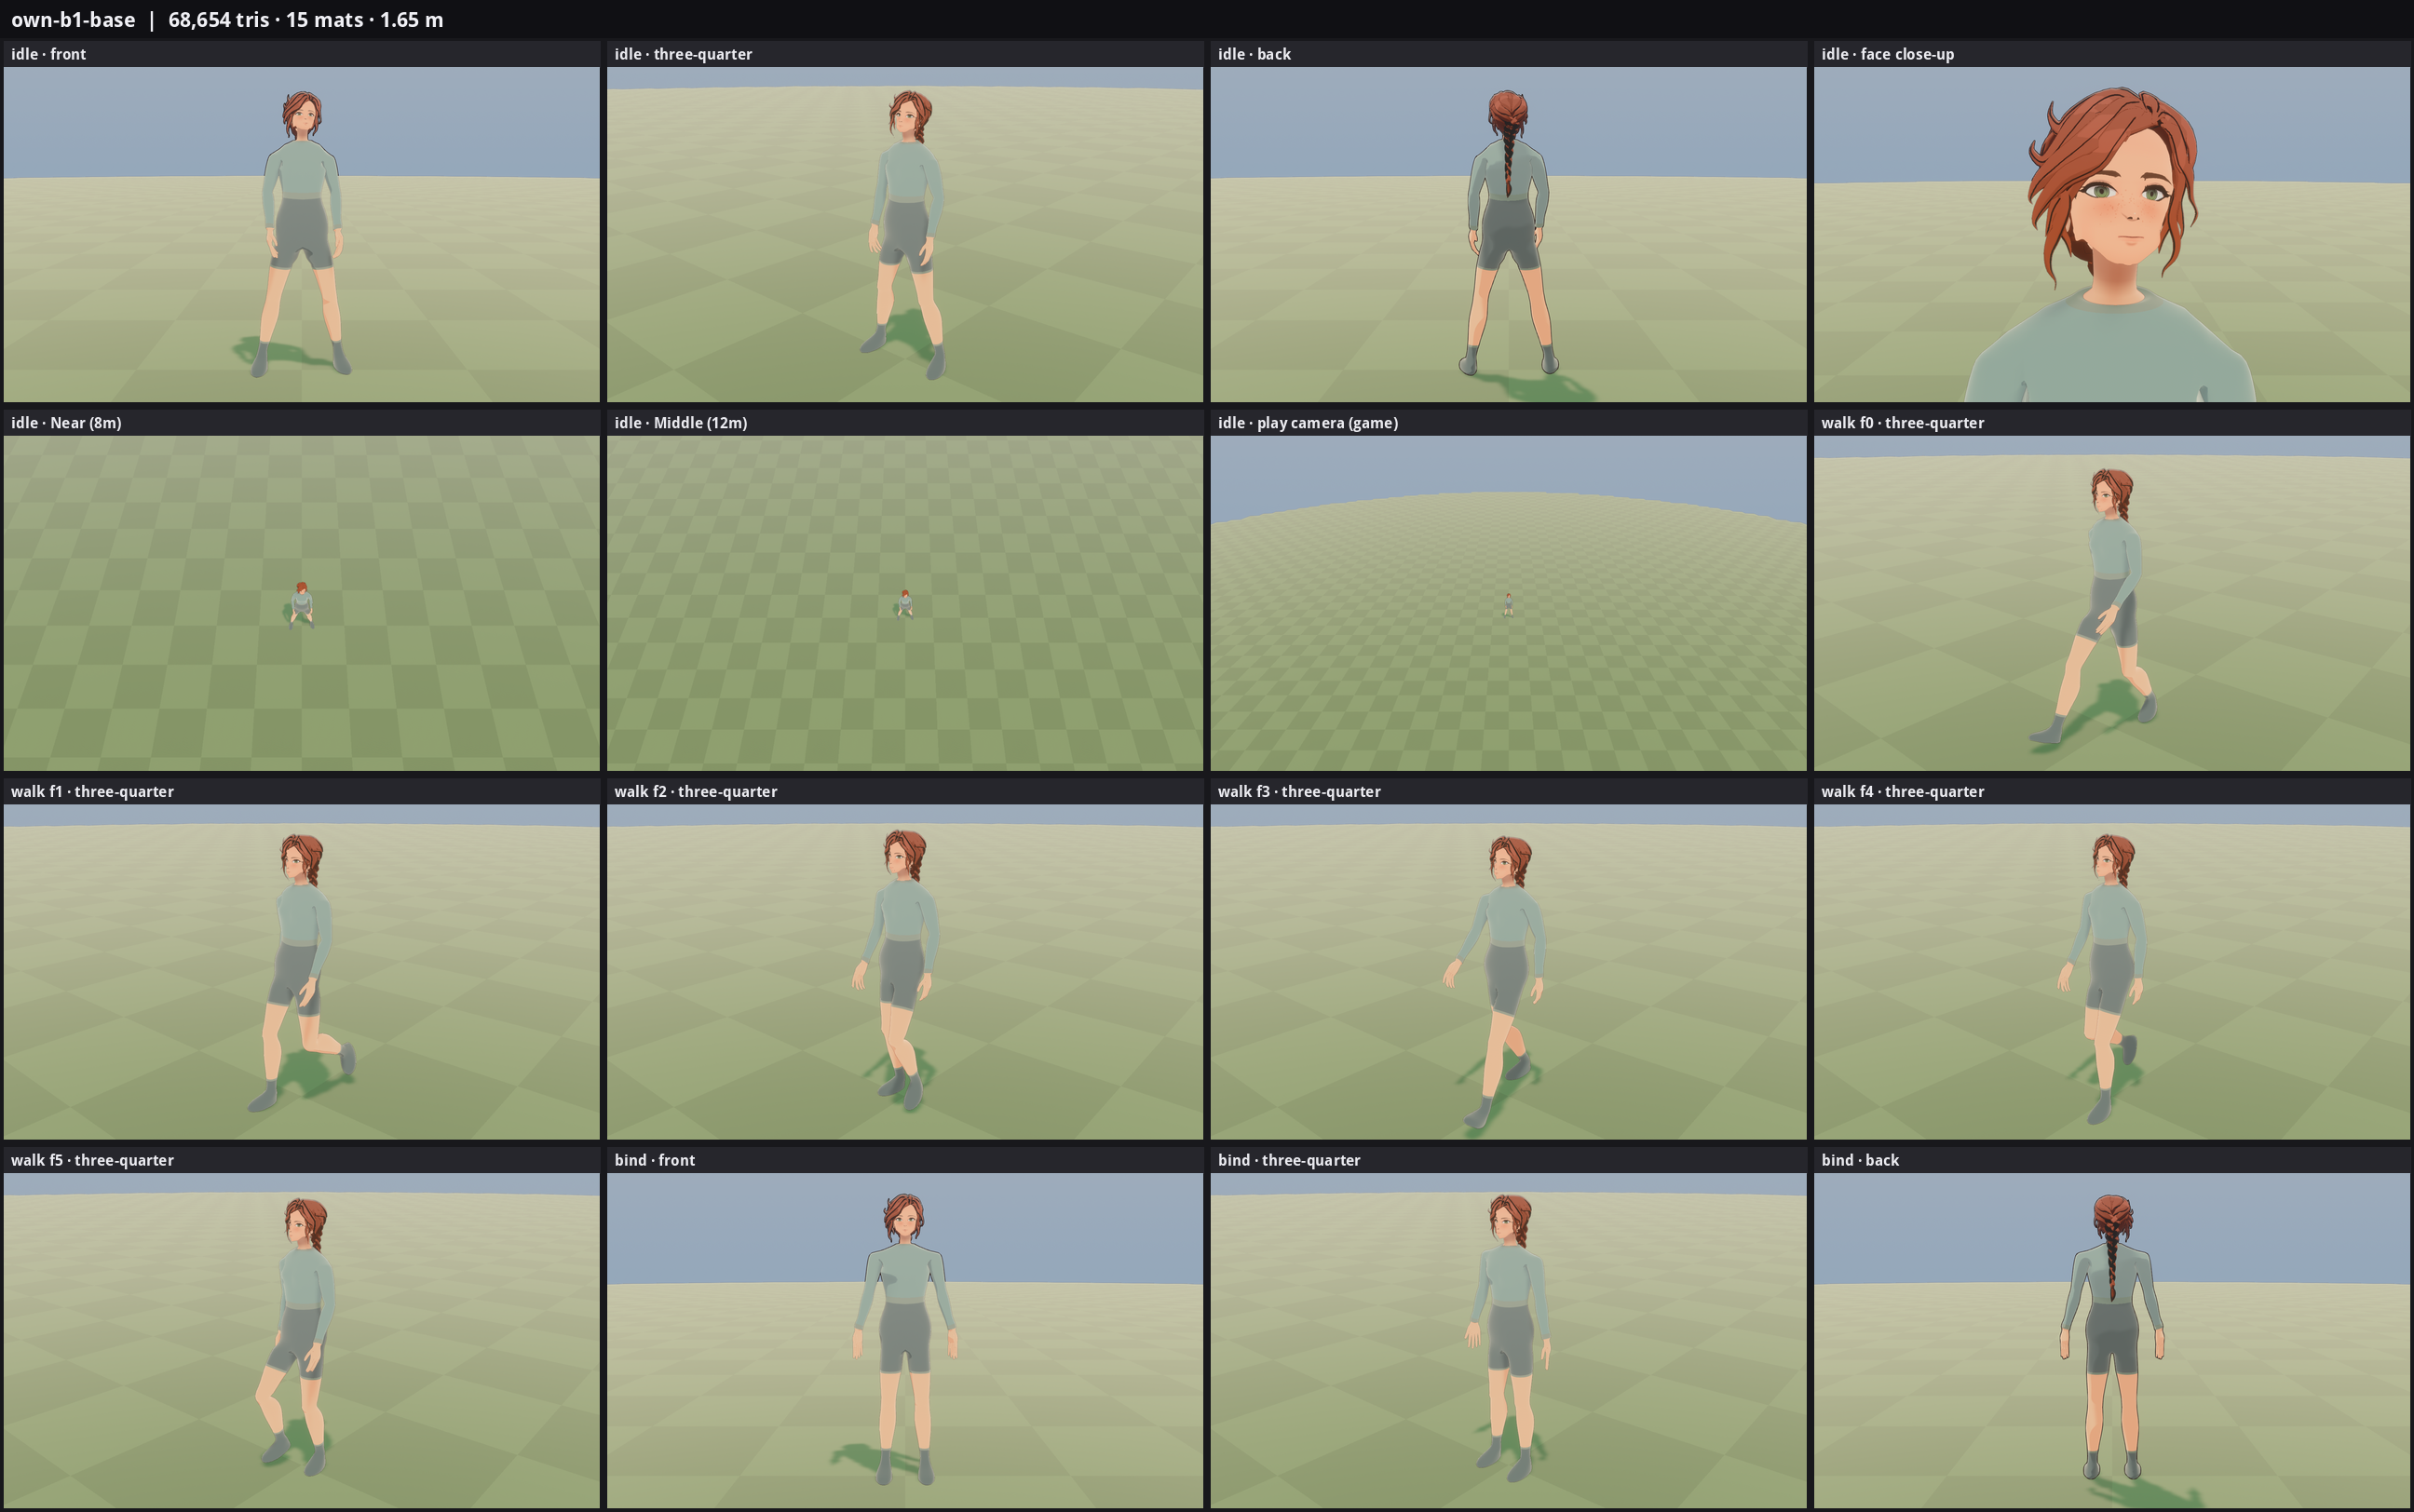 own-b1-base | 68,654 tris · 15 mats · 1.65 m
idle · front
idle · three-quarter
idle · back
idle · face close-up
idle · Near (8m)
idle · Middle (12m)
idle · play camera (game)
walk f0 · three-quarter
walk f1 · three-quarter
walk f2 · three-quarter
walk f3 · three-quarter
walk f4 · three-quarter
walk f5 · three-quarter
bind · front
bind · three-quarter
bind · back